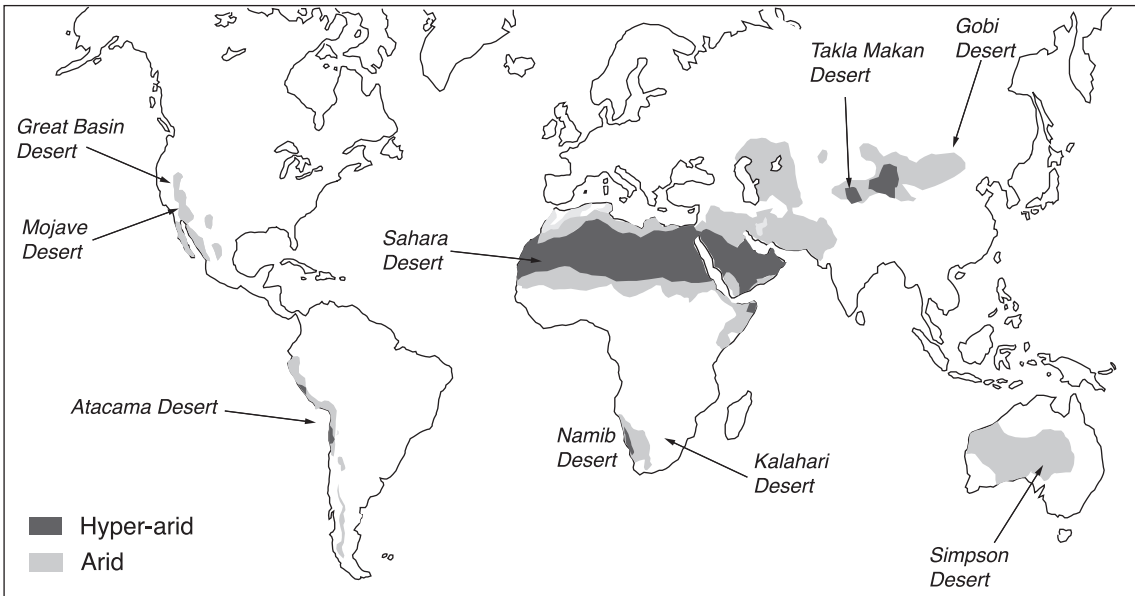 Gobi
Desert
Takla Makan
Desert
Great Basin
Desert
Mojave
Desert
Sahara
Desert
Atacama Desert
Namib
Desert
Kalahari
Desert
Simpson
Desert
Hyper-arid
Arid